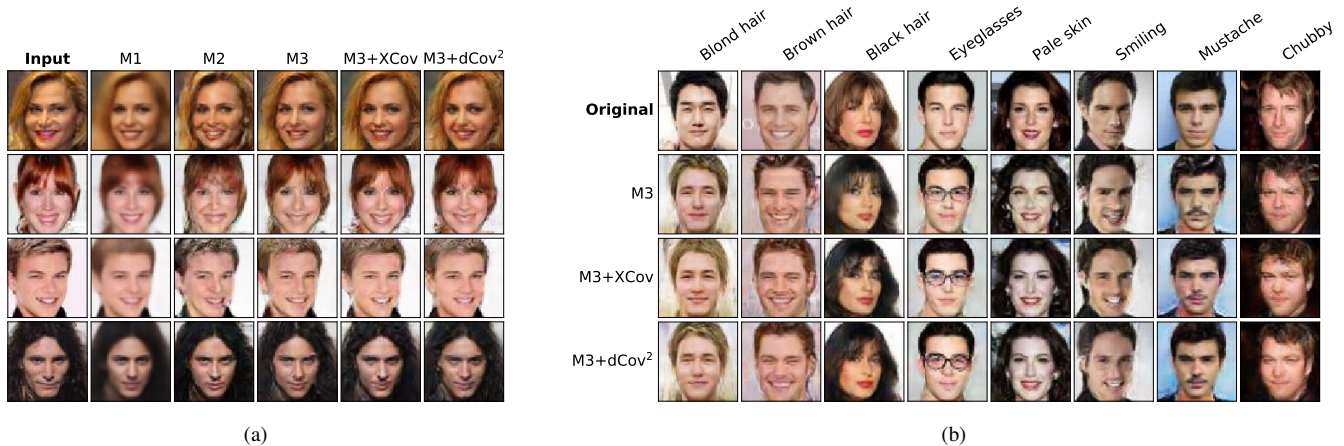 Input M1 M2 M3 M3+XCov M3+dCov²
(a)
Blond hair Brown hair Black hair Eyeglasses Pale skin Smiling Mustache Chubby
Original
M3
M3+XCov
M3+dCov²
(b)